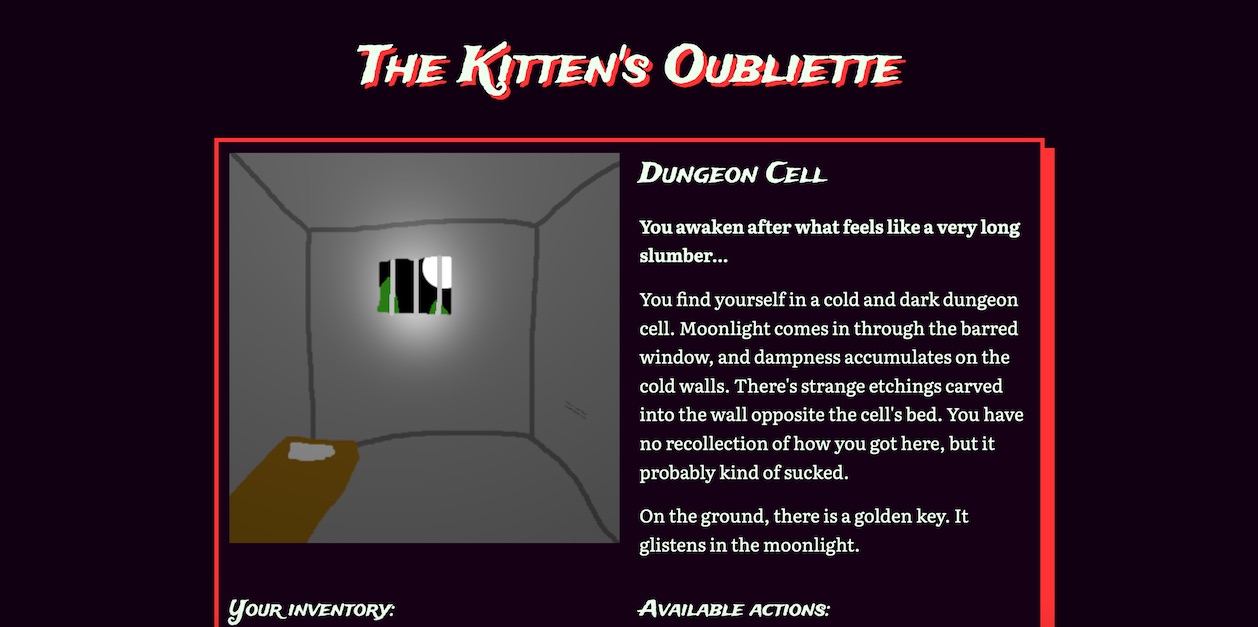 The Kitten's Oubliette
Dungeon Cell
You awaken after what feels like a very long
slumber...
You find yourself in a cold and dark dungeon
cell. Moonlight comes in through the barred
window, and dampness accumulates on the
cold walls. There's strange etchings carved
into the wall opposite the cell's bed. You have
no recollection of how you got here, but it
probably kind of sucked.
On the ground, there is a golden key. It
glistens in the moonlight.
Your inventory:
Available actions: